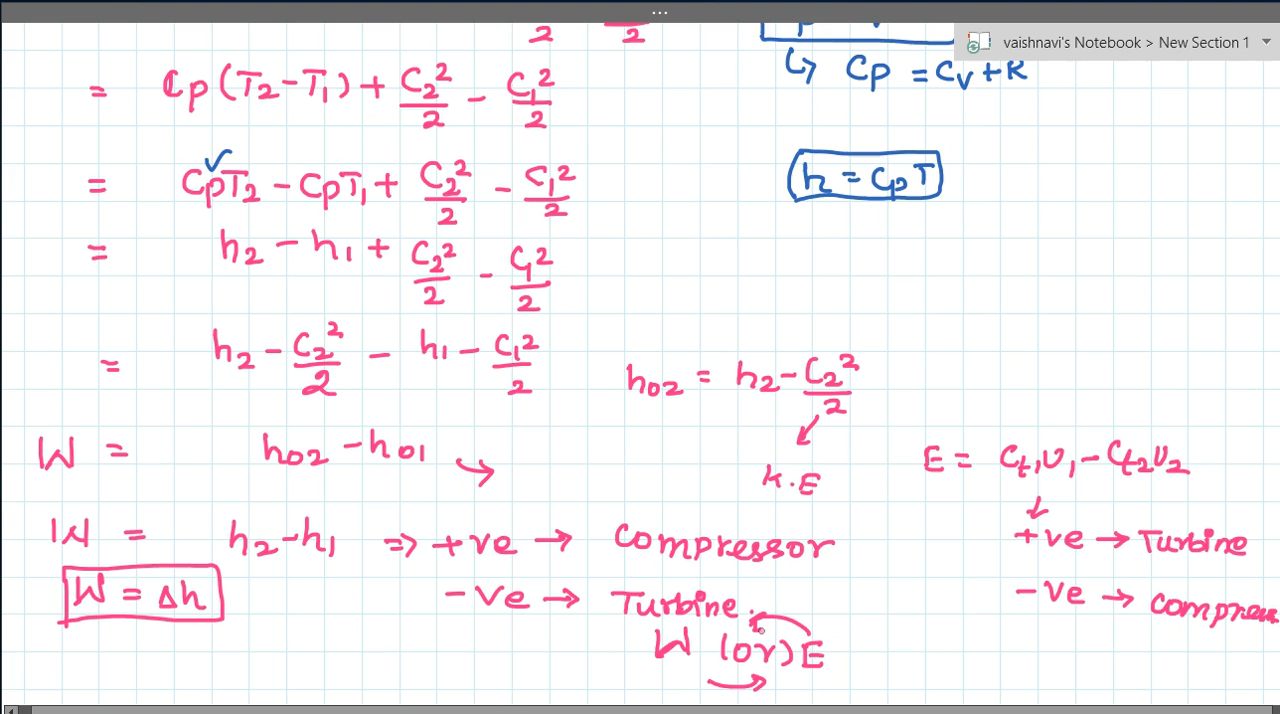 ...
vaishnavi's Notebook > New Section 1
2 2
↳ Cp = Cv + R
= Cp (T2 - T1) + C2²/2 - C1²/2
= CpT2 - CpT1 + C2²/2 - C1²/2
h = CpT
= h2 - h1 + C2²/2 - C1²/2
= h2 - C2²/2 - h1 - C1²/2
h02 = h2 - C2²/2
K.E
W = h02 - h01 →
E = Ct1U1 - Ct2U2
W = h2 - h1 ⇒ +ve → Compressor
+ve → Turbine
W = Δh
-ve → Turbine
-ve → compress
W (or) E